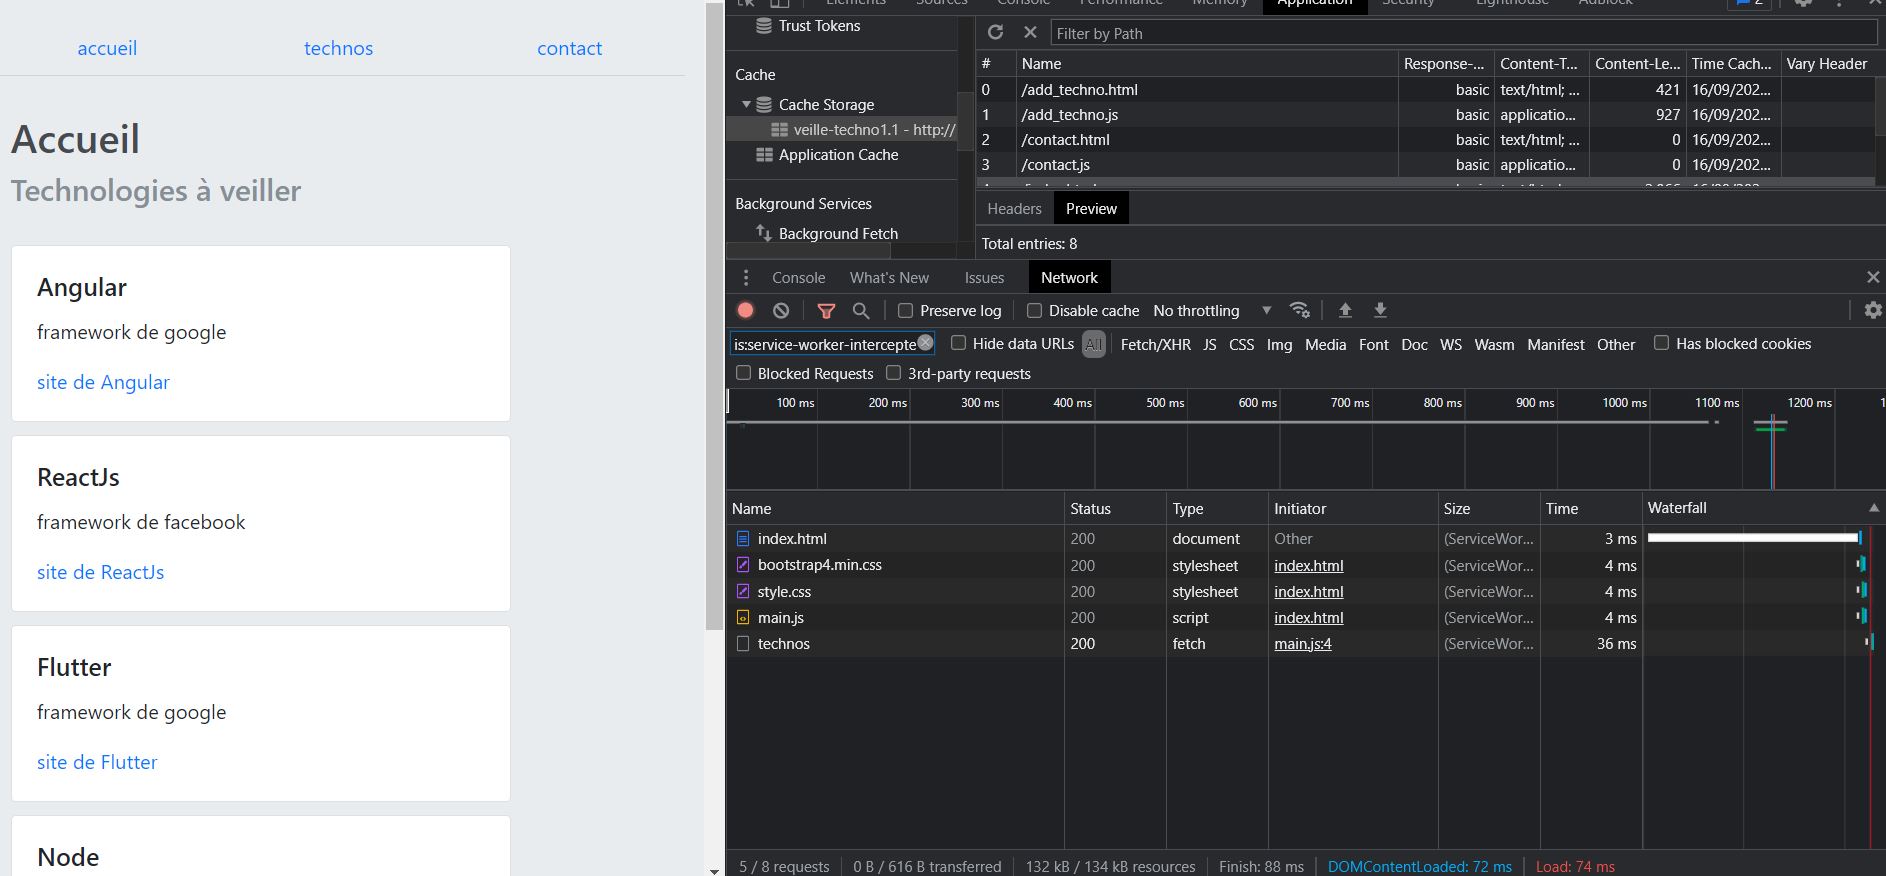 accueil technos contact
Accueil
Technologies à veiller
Angular
framework de google
site de Angular
ReactJs
framework de facebook
site de ReactJs
Flutter
framework de google
site de Flutter
Node
Elements Sources Console Performance Memory Application Security Lighthouse AdBlock 2
Trust Tokens
Cache
Cache Storage
veille-techno1.1 - http://
Application Cache
Background Services
Background Fetch
Filter by Path
# Name Response-... Content-T... Content-Le... Time Cach... Vary Header
0 /add_techno.html basic text/html; ... 421 16/09/202...
1 /add_techno.js basic applicatio... 927 16/09/202...
2 /contact.html basic text/html; ... 0 16/09/202...
3 /contact.js basic applicatio... 0 16/09/202...
Headers Preview
Total entries: 8
Console What's New Issues Network
Preserve log Disable cache No throttling
is:service-worker-intercepte Hide data URLs All Fetch/XHR JS CSS Img Media Font Doc WS Wasm Manifest Other Has blocked cookies
Blocked Requests 3rd-party requests
100 ms 200 ms 300 ms 400 ms 500 ms 600 ms 700 ms 800 ms 900 ms 1000 ms 1100 ms 1200 ms 1
Name Status Type Initiator Size Time Waterfall
index.html 200 document Other (ServiceWor... 3 ms
bootstrap4.min.css 200 stylesheet index.html (ServiceWor... 4 ms
style.css 200 stylesheet index.html (ServiceWor... 4 ms
main.js 200 script index.html (ServiceWor... 4 ms
technos 200 fetch main.js:4 (ServiceWor... 36 ms
5 / 8 requests 0 B / 616 B transferred 132 kB / 134 kB resources Finish: 88 ms DOMContentLoaded: 72 ms Load: 74 ms